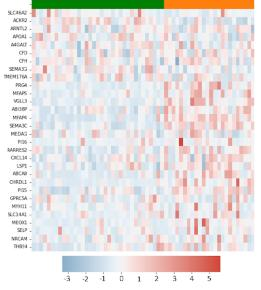 SLC46A2
ACKR2
ARNTL2
APOA1
A4GALT
CFD
CFH
SEMA3G
TMEM176A
PRG4
MFAP5
VGLL3
ABI3BP
MFAP4
SEMA3C
MEDAG
PI16
RARRES2
CXCL14
LSP1
ABCA8
CHRDL1
PI15
GPRC5A
MYH11
SLC14A1
MEOX1
SELP
NRCAM
THBS4
-3 -2 -1 0 1 2 3 4 5